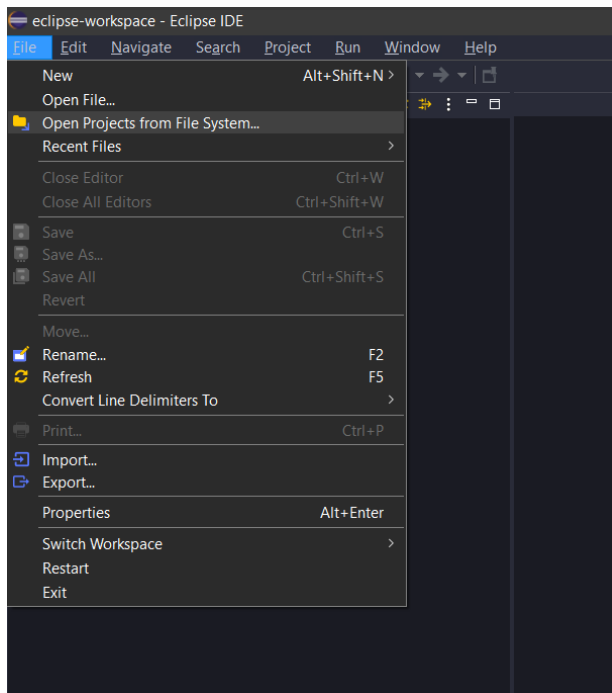 eclipse-workspace - Eclipse IDE
File Edit Navigate Search Project Run Window Help
New Alt+Shift+N >
Open File...
Open Projects from File System...
Recent Files >
Close Editor Ctrl+W
Close All Editors Ctrl+Shift+W
Save Ctrl+S
Save As...
Save All Ctrl+Shift+S
Revert
Move...
Rename... F2
Refresh F5
Convert Line Delimiters To >
Print... Ctrl+P
Import...
Export...
Properties Alt+Enter
Switch Workspace >
Restart
Exit